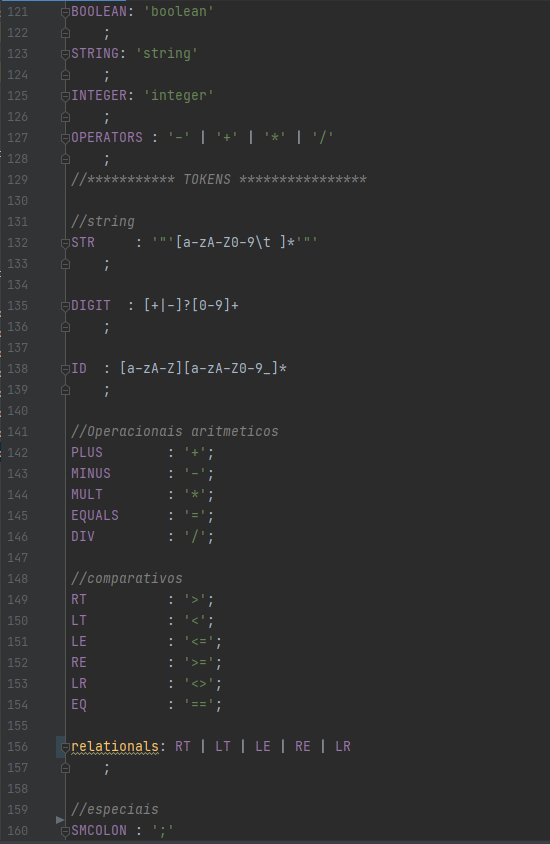 121 BOOLEAN: 'boolean'
122     ;
123 STRING: 'string'
124     ;
125 INTEGER: 'integer'
126     ;
127 OPERATORS : '-' | '+' | '*' | '/'
128     ;
129 //*********** TOKENS ****************
130
131 //string
132 STR     : '"'[a-zA-Z0-9\t ]*'"'
133     ;
134
135 DIGIT  : [+|-]?[0-9]+
136     ;
137
138 ID  : [a-zA-Z][a-zA-Z0-9_]*
139     ;
140
141 //Operacionais aritmeticos
142 PLUS        : '+';
143 MINUS       : '-';
144 MULT        : '*';
145 EQUALS      : '=';
146 DIV         : '/';
147
148 //comparativos
149 RT          : '>';
150 LT          : '<';
151 LE          : '<=';
152 RE          : '>=';
153 LR          : '<>';
154 EQ          : '==';
155
156 relationals: RT | LT | LE | RE | LR
157     ;
158
159 //especiais
160 SMCOLON : ';'